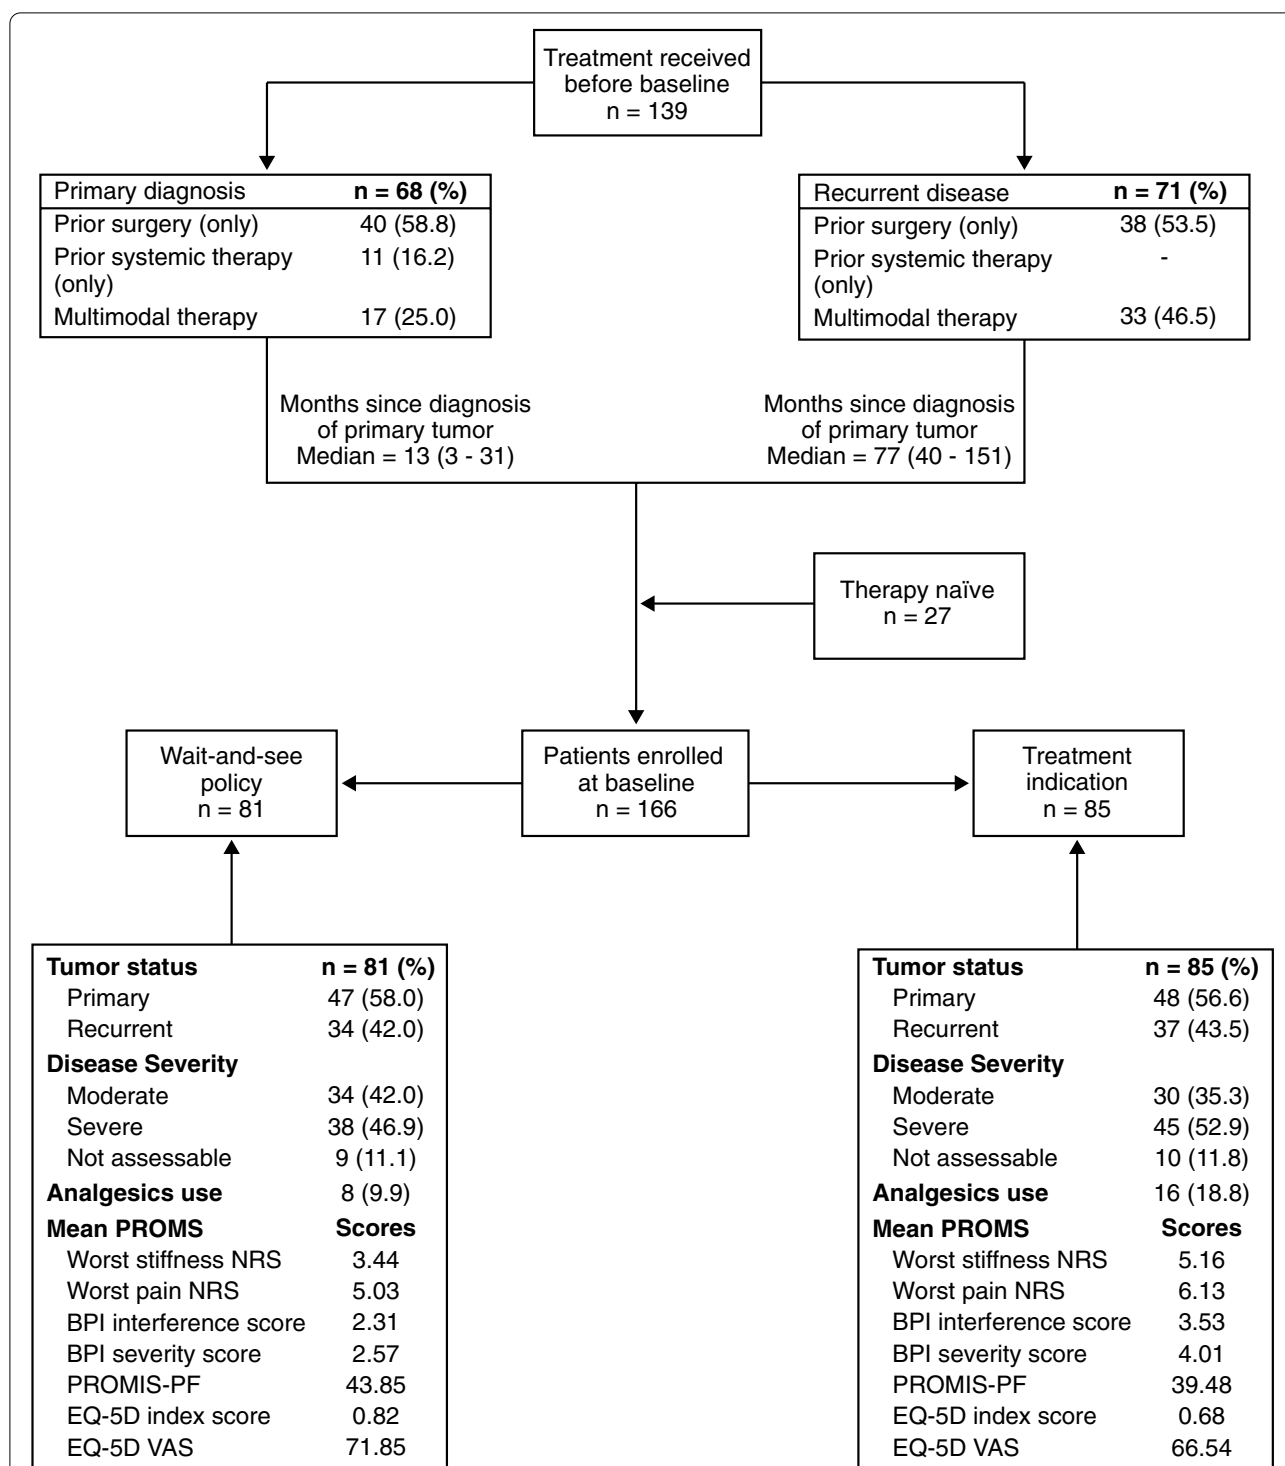 Treatment received
before baseline
n = 139
Primary diagnosis n = 68 (%)
Prior surgery (only) 40 (58.8)
Prior systemic therapy 11 (16.2)
(only)
Multimodal therapy 17 (25.0)
Recurrent disease n = 71 (%)
Prior surgery (only) 38 (53.5)
Prior systemic therapy -
(only)
Multimodal therapy 33 (46.5)
Months since diagnosis
of primary tumor
Median = 13 (3 - 31)
Months since diagnosis
of primary tumor
Median = 77 (40 - 151)
Therapy naïve
n = 27
Wait-and-see
policy
n = 81
Patients enrolled
at baseline
n = 166
Treatment
indication
n = 85
Tumor status n = 81 (%)
Primary 47 (58.0)
Recurrent 34 (42.0)
Disease Severity
Moderate 34 (42.0)
Severe 38 (46.9)
Not assessable 9 (11.1)
Analgesics use 8 (9.9)
Mean PROMS Scores
Worst stiffness NRS 3.44
Worst pain NRS 5.03
BPI interference score 2.31
BPI severity score 2.57
PROMIS-PF 43.85
EQ-5D index score 0.82
EQ-5D VAS 71.85
Tumor status n = 85 (%)
Primary 48 (56.6)
Recurrent 37 (43.5)
Disease Severity
Moderate 30 (35.3)
Severe 45 (52.9)
Not assessable 10 (11.8)
Analgesics use 16 (18.8)
Mean PROMS Scores
Worst stiffness NRS 5.16
Worst pain NRS 6.13
BPI interference score 3.53
BPI severity score 4.01
PROMIS-PF 39.48
EQ-5D index score 0.68
EQ-5D VAS 66.54